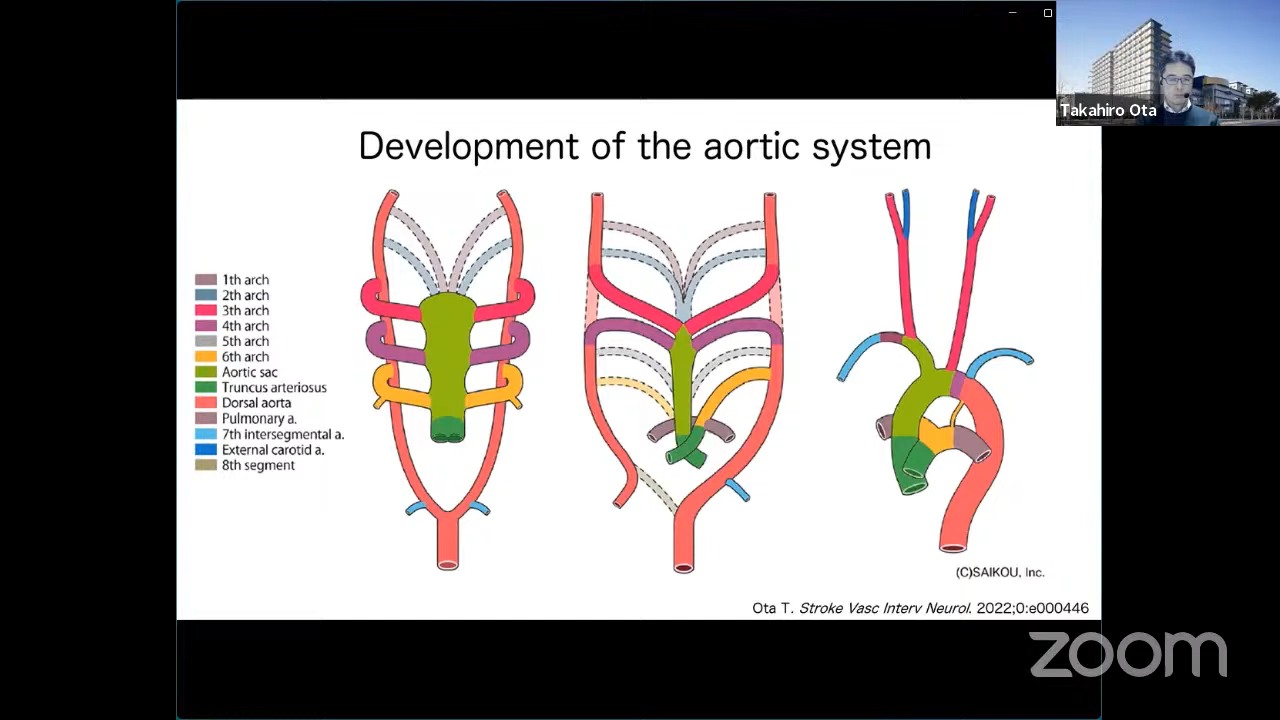 Takahiro Ota
Development of the aortic system
1th arch
2th arch
3th arch
4th arch
5th arch
6th arch
Aortic sac
Truncus arteriosus
Dorsal aorta
Pulmonary a.
7th intersegmental a.
External carotid a.
8th segment
(C)SAIKOU, Inc.
Ota T. Stroke Vasc Interv Neurol. 2022;0:e000446
zoom